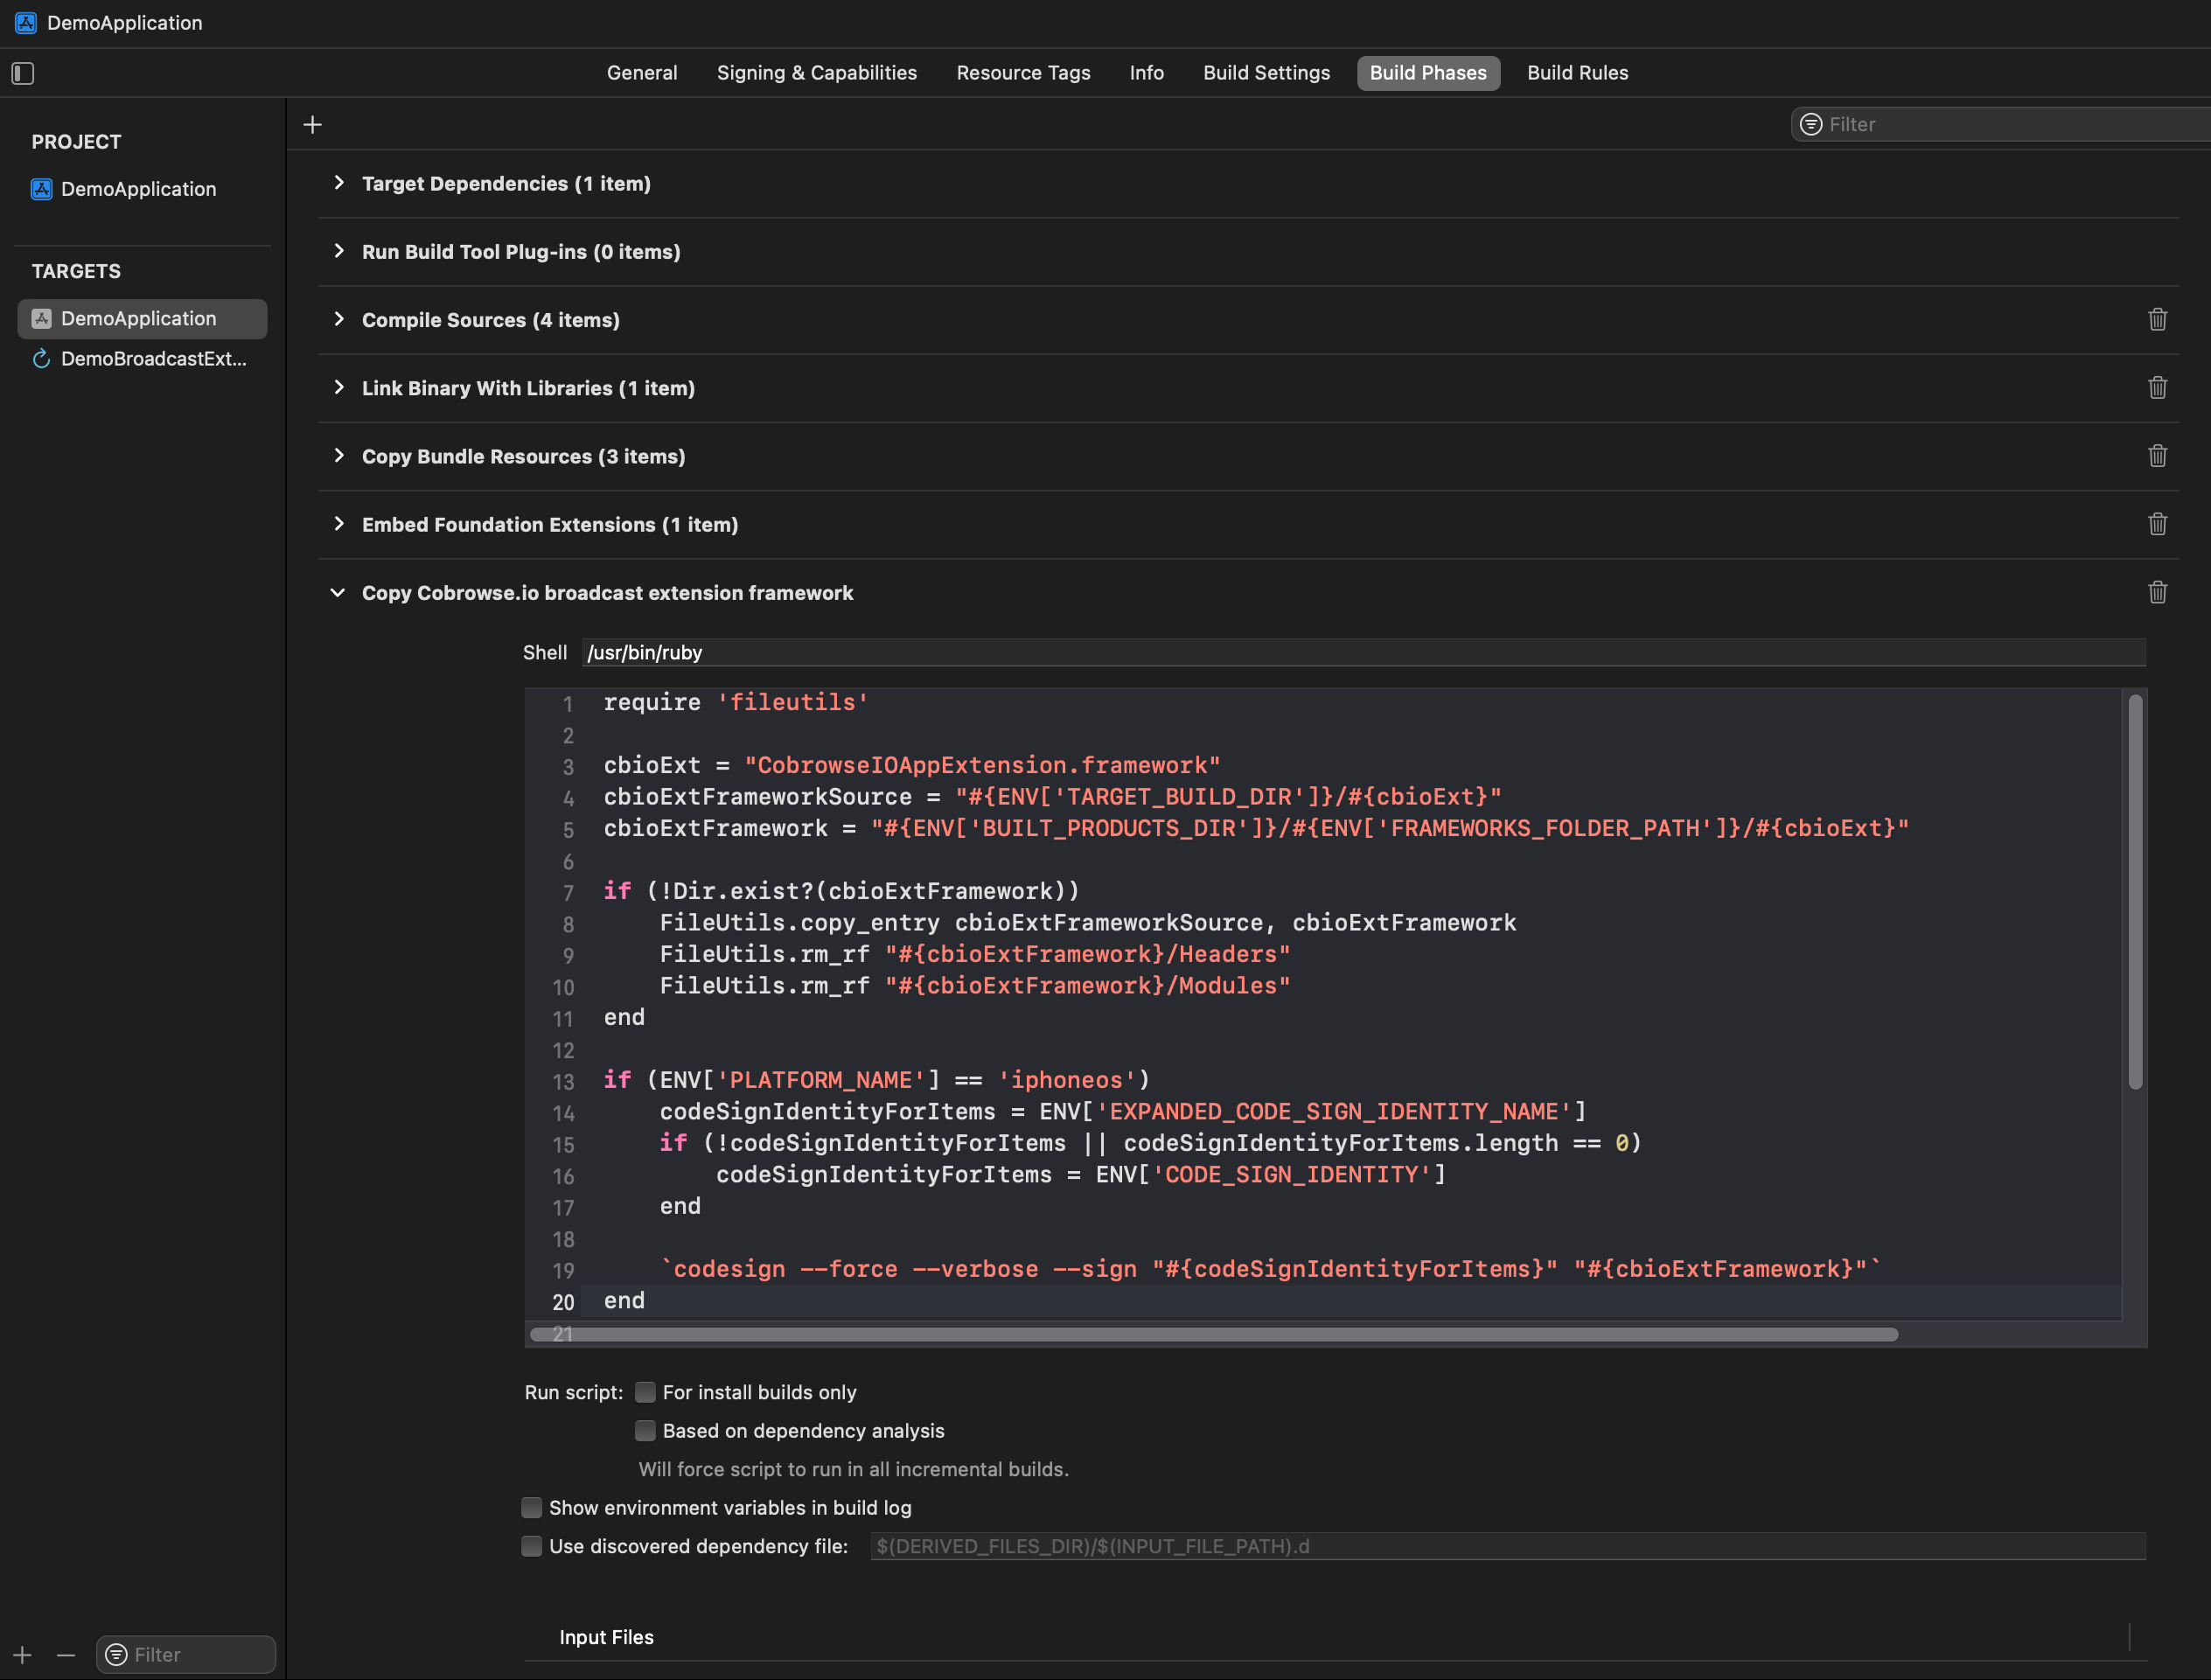 DemoApplication
General Signing & Capabilities Resource Tags Info Build Settings Build Phases Build Rules
Filter
PROJECT
DemoApplication
TARGETS
DemoApplication
DemoBroadcastExt...
Target Dependencies (1 item)
Run Build Tool Plug-ins (0 items)
Compile Sources (4 items)
Link Binary With Libraries (1 item)
Copy Bundle Resources (3 items)
Embed Foundation Extensions (1 item)
Copy Cobrowse.io broadcast extension framework
Shell /usr/bin/ruby
1 require 'fileutils'
2
3 cbioExt = "CobrowseIOAppExtension.framework"
4 cbioExtFrameworkSource = "#{ENV['TARGET_BUILD_DIR']}/#{cbioExt}"
5 cbioExtFramework = "#{ENV['BUILT_PRODUCTS_DIR']}/#{ENV['FRAMEWORKS_FOLDER_PATH']}/#{cbioExt}"
6
7 if (!Dir.exist?(cbioExtFramework))
8     FileUtils.copy_entry cbioExtFrameworkSource, cbioExtFramework
9     FileUtils.rm_rf "#{cbioExtFramework}/Headers"
10     FileUtils.rm_rf "#{cbioExtFramework}/Modules"
11 end
12
13 if (ENV['PLATFORM_NAME'] == 'iphoneos')
14     codeSignIdentityForItems = ENV['EXPANDED_CODE_SIGN_IDENTITY_NAME']
15     if (!codeSignIdentityForItems || codeSignIdentityForItems.length == 0)
16         codeSignIdentityForItems = ENV['CODE_SIGN_IDENTITY']
17     end
18
19     `codesign --force --verbose --sign "#{codeSignIdentityForItems}" "#{cbioExtFramework}"`
20 end
21
Run script: For install builds only
Based on dependency analysis
Will force script to run in all incremental builds.
Show environment variables in build log
Use discovered dependency file: $(DERIVED_FILES_DIR)/$(INPUT_FILE_PATH).d
Input Files
Filter